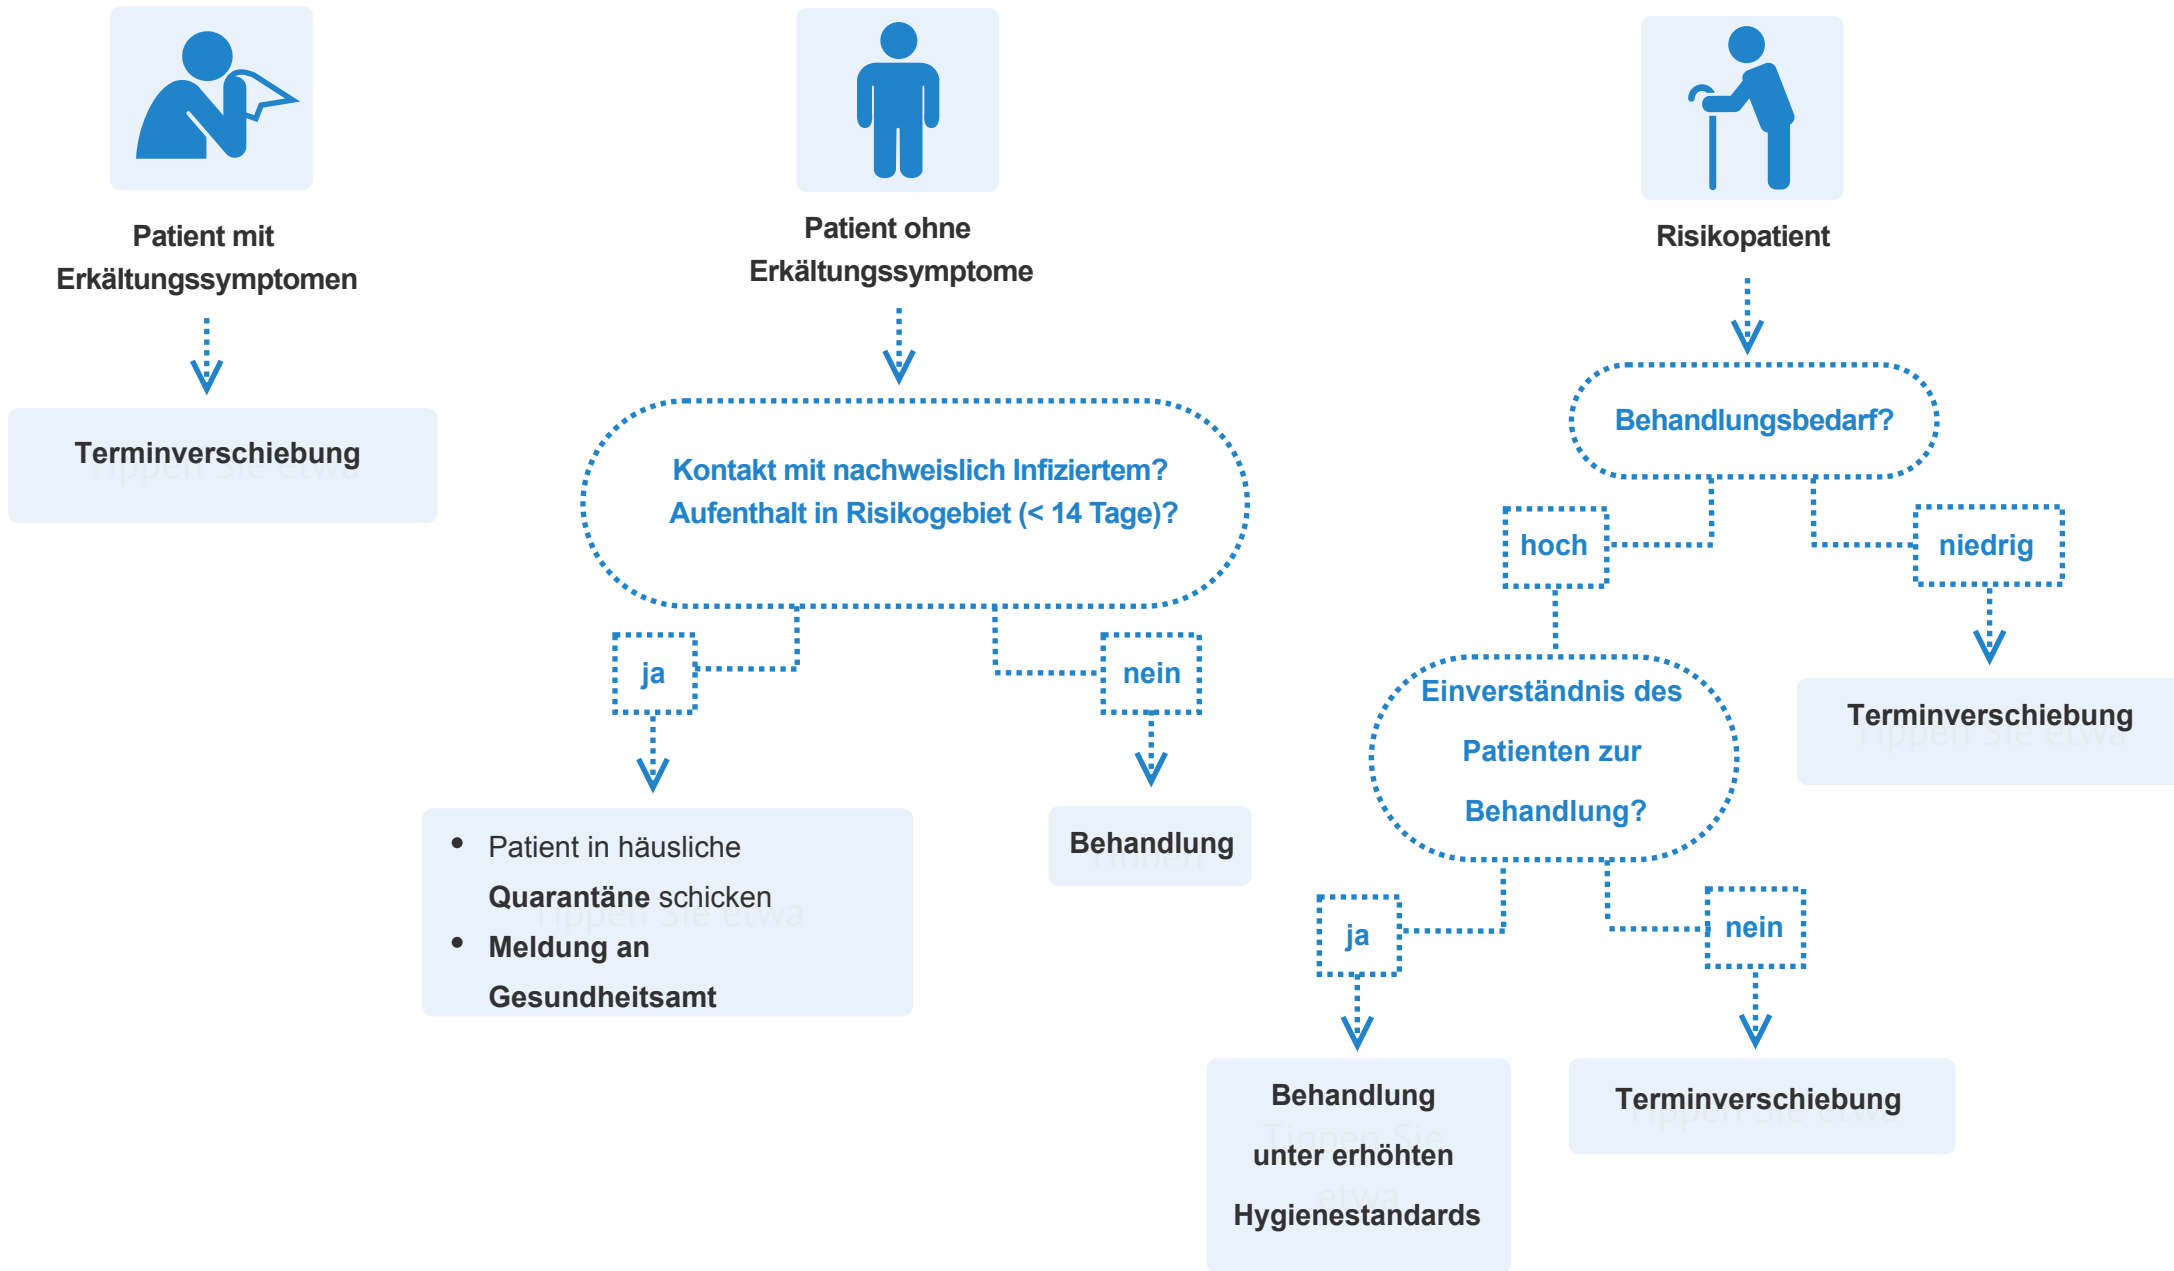 Patient mit
Erkältungssymptomen
Terminverschiebung
Patient ohne
Erkältungssymptome
Kontakt mit nachweislich Infiziertem?
Aufenthalt in Risikogebiet (< 14 Tage)?
ja
nein
• Patient in häusliche
Quarantäne schicken
• Meldung an
Gesundheitsamt
Behandlung
Risikopatient
Behandlungsbedarf?
hoch
niedrig
Einverständnis des
Patienten zur
Behandlung?
Terminverschiebung
ja
nein
Behandlung
unter erhöhten
Hygienestandards
Terminverschiebung